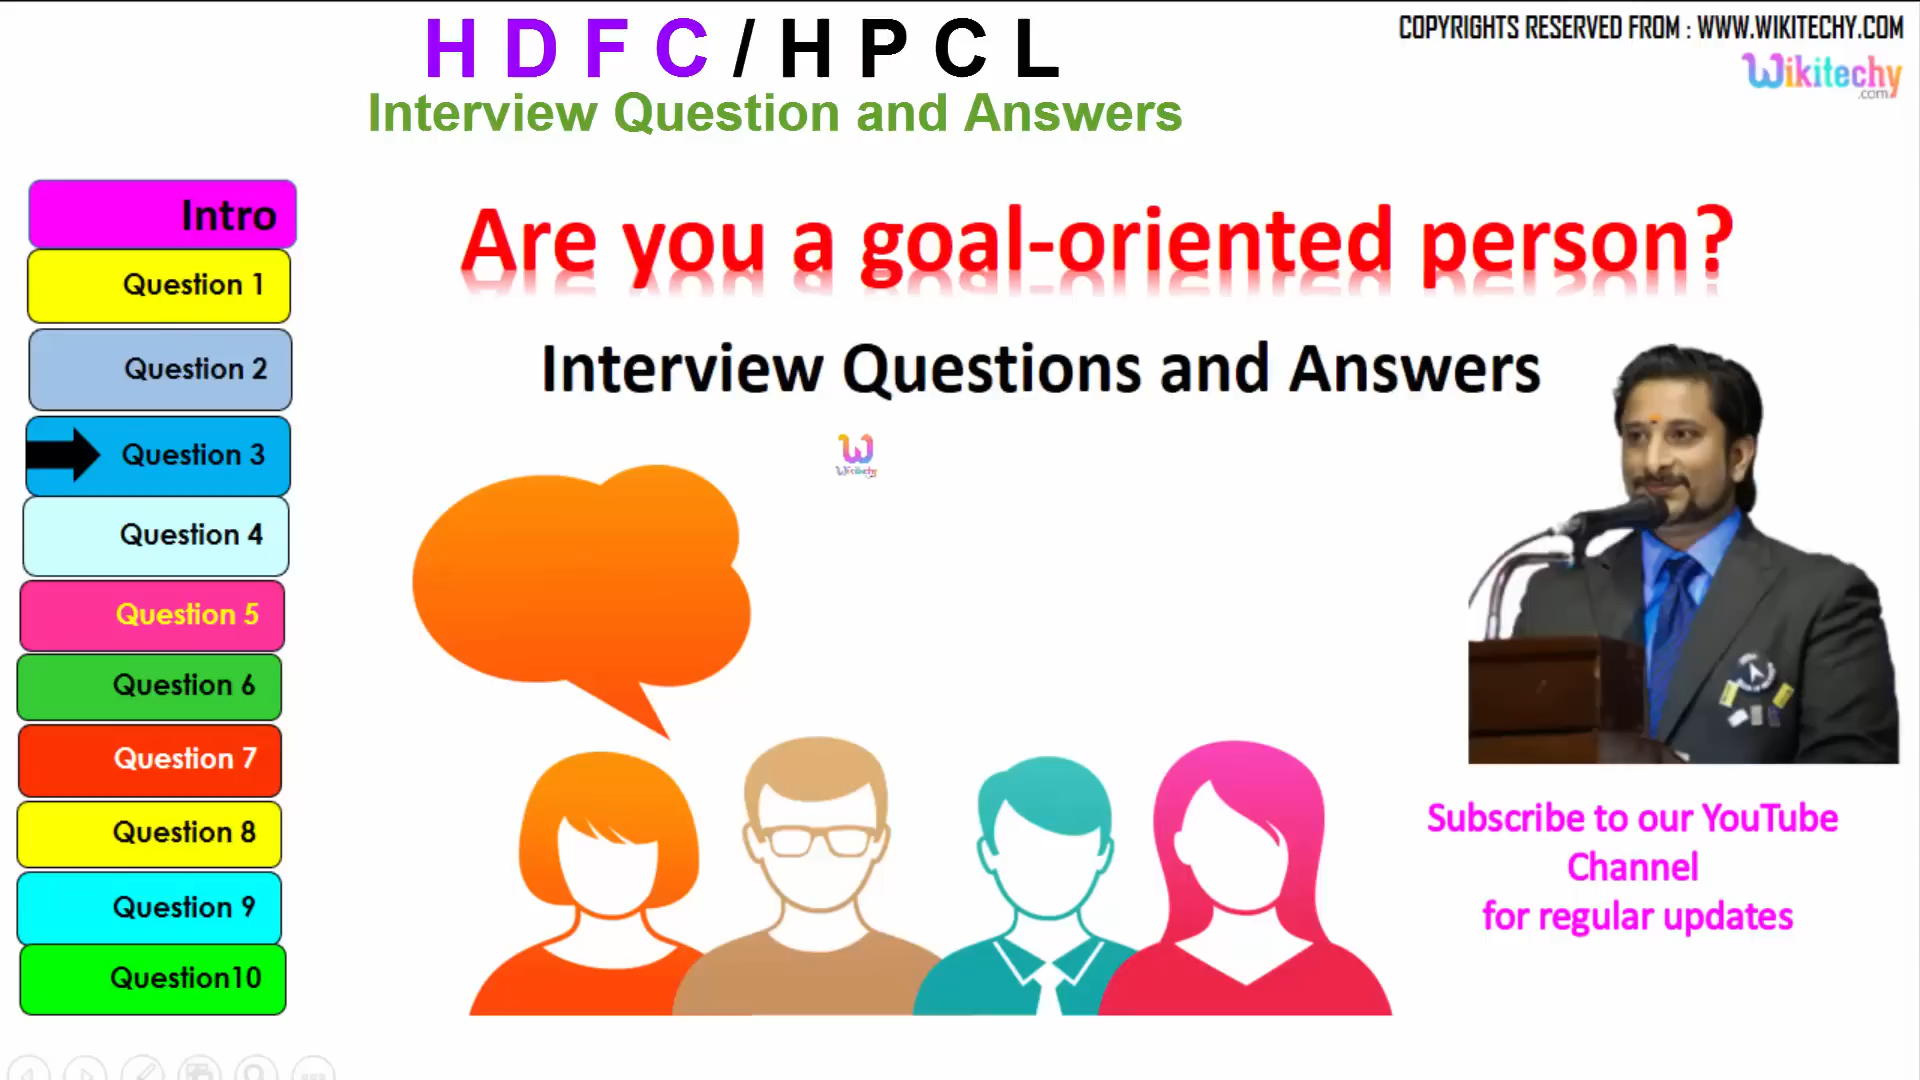 H D F C / H P C L
Interview Question and Answers
COPYRIGHTS RESERVED FROM : WWW.WIKITECHY.COM
Wikitechy
.com
Intro
Question 1
Question 2
Question 3
Question 4
Question 5
Question 6
Question 7
Question 8
Question 9
Question10
Are you a goal-oriented person?
Interview Questions and Answers
W
Wikitechy
Subscribe to our YouTube
Channel
for regular updates